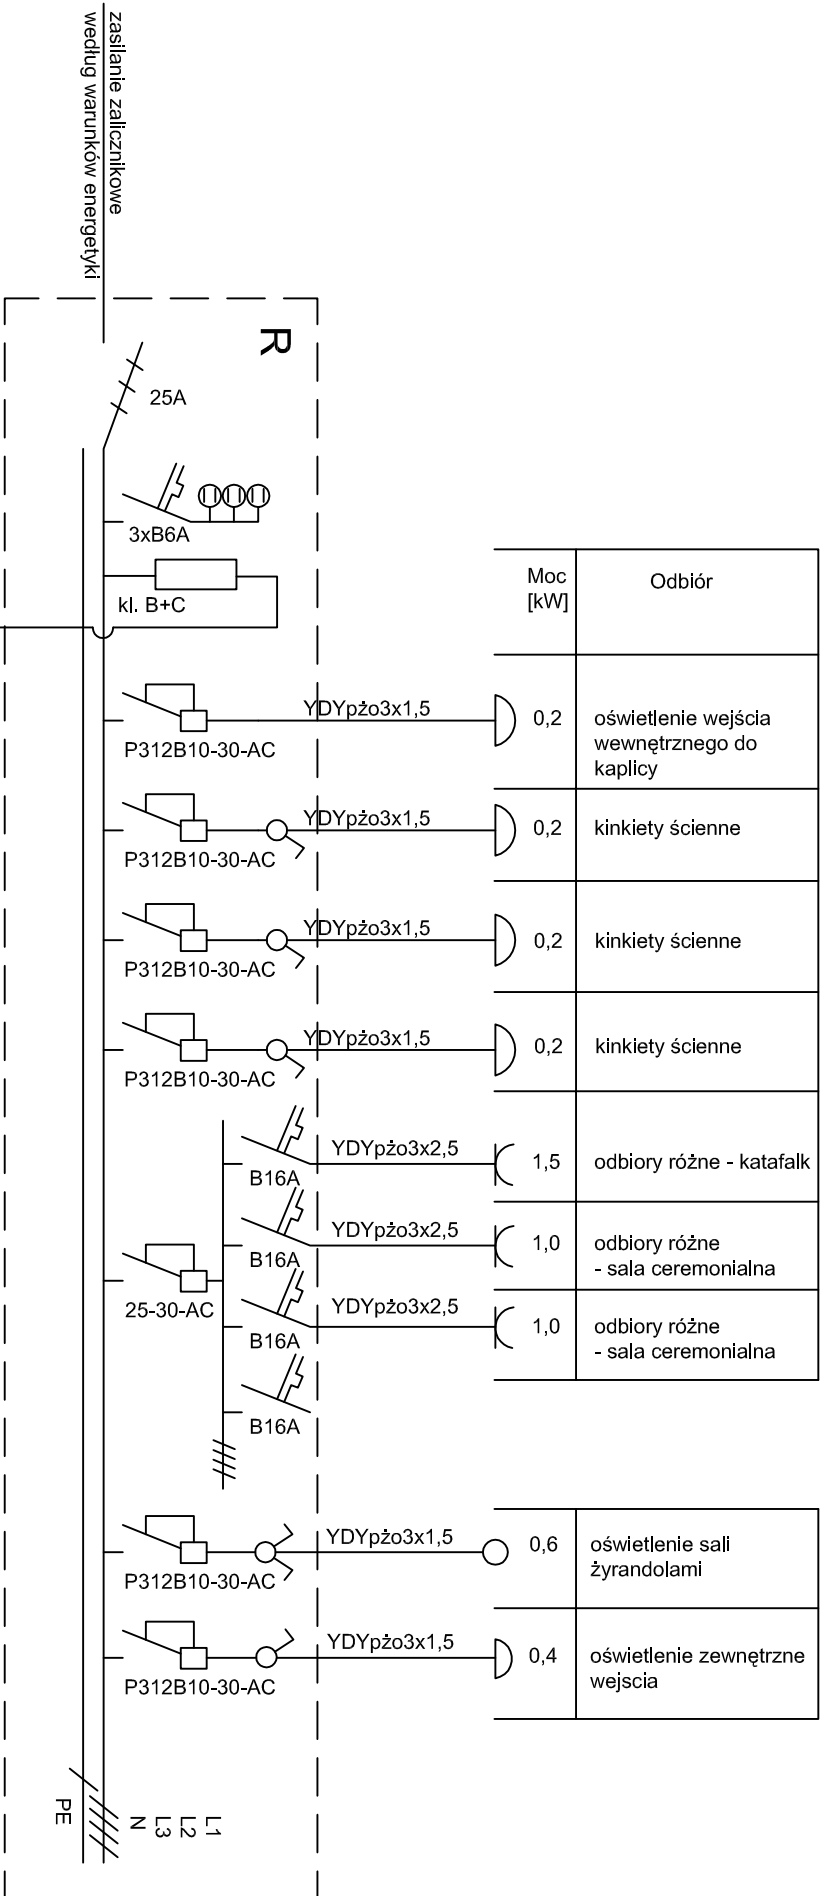 zasilanie zalicznikowe
według warunków energetyki
R
25A
3xB6A
kl. B+C
Moc
[kW]
Odbiór
P312B10-30-AC
YDYpżo3x1,5
0,2
oświetlenie wejścia
wewnętrznego do
kaplicy
P312B10-30-AC
YDYpżo3x1,5
0,2
kinkiety ścienne
P312B10-30-AC
YDYpżo3x1,5
0,2
kinkiety ścienne
P312B10-30-AC
YDYpżo3x1,5
0,2
kinkiety ścienne
25-30-AC
B16A
YDYpżo3x2,5
1,5
odbiory różne - katafalk
B16A
YDYpżo3x2,5
1,0
odbiory różne
- sala ceremonialna
B16A
YDYpżo3x2,5
1,0
odbiory różne
- sala ceremonialna
B16A
P312B10-30-AC
YDYpżo3x1,5
0,6
oświetlenie sali
żyrandolami
P312B10-30-AC
YDYpżo3x1,5
0,4
oświetlenie zewnętrzne
wejscia
L1
L2
L3
N
PE